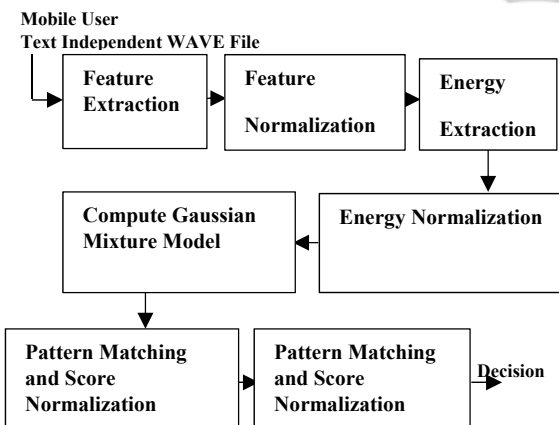 Mobile User
Text Independent WAVE File
Feature
Extraction
Feature
Normalization
Energy
Extraction
Compute Gaussian
Mixture Model
Energy Normalization
Pattern Matching
and Score
Normalization
Pattern Matching
and Score
Normalization
Decision